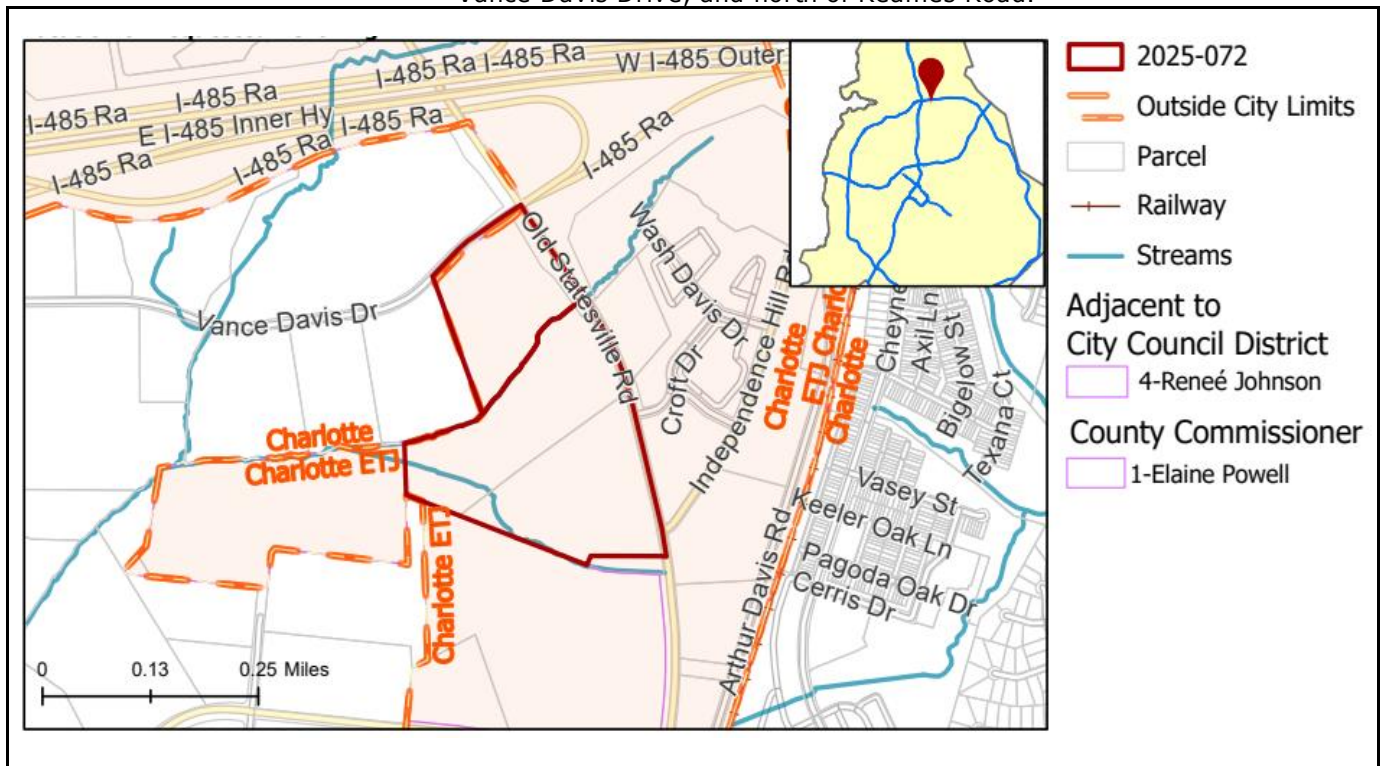 Vance Davis Drive, and north of Reames Road.
I-485 Ra
I-485 Ra
W I-485 Outer
I-485 Ra
I-485 Ra
E I-485 Inner Hy
I-485 Ra
I-485 Ra
I-485 Ra
I-485 Ra
Old Statesville Rd
Wash Davis Dr
Independence Hill
Vance Davis Dr
Croft Dr
Charlotte
ETJ
Charlotte
Cheyne
Axil Ln
Bigelow St
Texana Ct
Charlotte
Charlotte ETJ
Charlotte ETJ
Vasey St
Keeler Oak Ln
Pagoda Oak Dr
Cerris Dr
Arthur Davis Rd
0 0.13 0.25 Miles
2025-072
Outside City Limits
Parcel
Railway
Streams
Adjacent to
City Council District
4-Reneé Johnson
County Commissioner
1-Elaine Powell